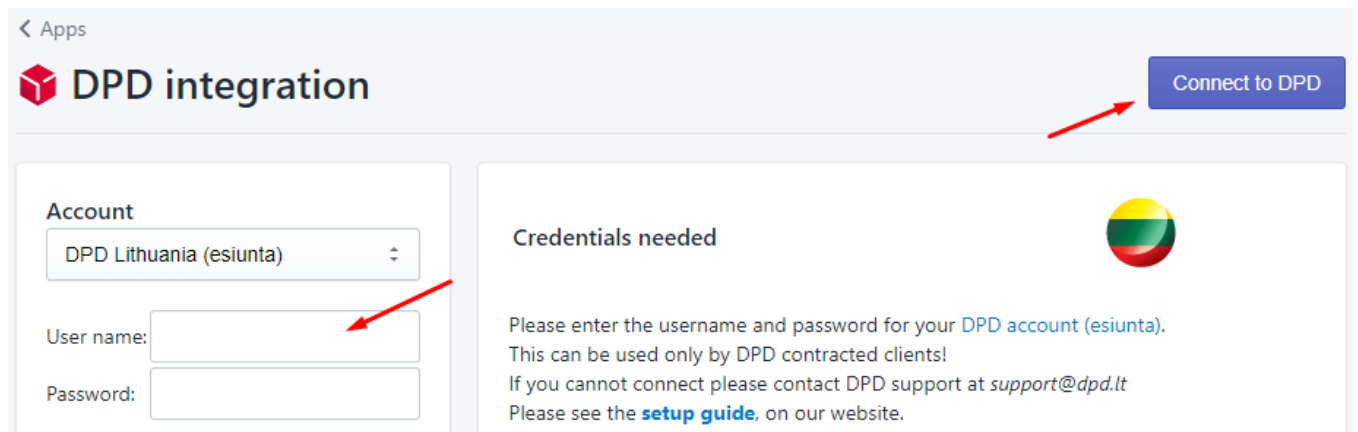 Apps
DPD integration
Connect to DPD
Account
DPD Lithuania (esiunta)
User name:
Password:
Credentials needed
Please enter the username and password for your DPD account (esiunta).
This can be used only by DPD contracted clients!
If you cannot connect please contact DPD support at support@dpd.lt
Please see the setup guide, on our website.